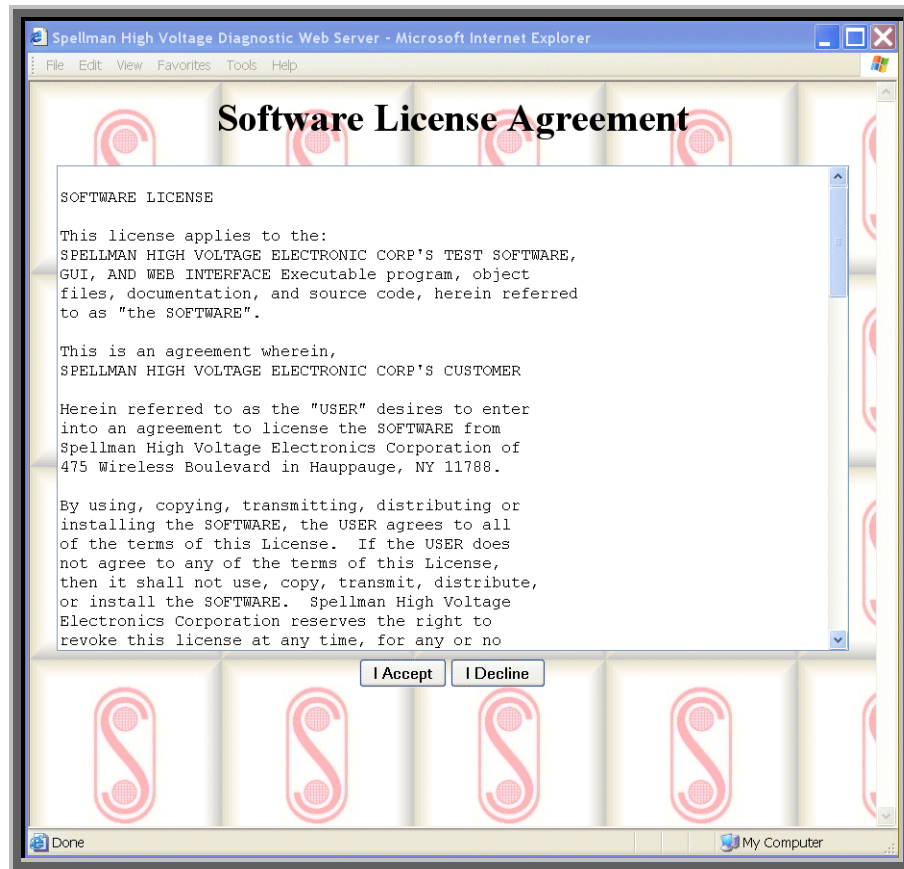 Spellman High Voltage Diagnostic Web Server - Microsoft Internet Explorer
File Edit View Favorites Tools Help
Software License Agreement
SOFTWARE LICENSE
This license applies to the:
SPELLMAN HIGH VOLTAGE ELECTRONIC CORP'S TEST SOFTWARE,
GUI, AND WEB INTERFACE Executable program, object
files, documentation, and source code, herein referred
to as "the SOFTWARE".
This is an agreement wherein,
SPELLMAN HIGH VOLTAGE ELECTRONIC CORP'S CUSTOMER
Herein referred to as the "USER" desires to enter
into an agreement to license the SOFTWARE from
Spellman High Voltage Electronics Corporation of
475 Wireless Boulevard in Hauppauge, NY 11788.
By using, copying, transmitting, distributing or
installing the SOFTWARE, the USER agrees to all
of the terms of this License.  If the USER does
not agree to any of the terms of this License,
then it shall not use, copy, transmit, distribute,
or install the SOFTWARE.  Spellman High Voltage
Electronics Corporation reserves the right to
revoke this license at any time, for any or no
I Accept I Decline
Done My Computer